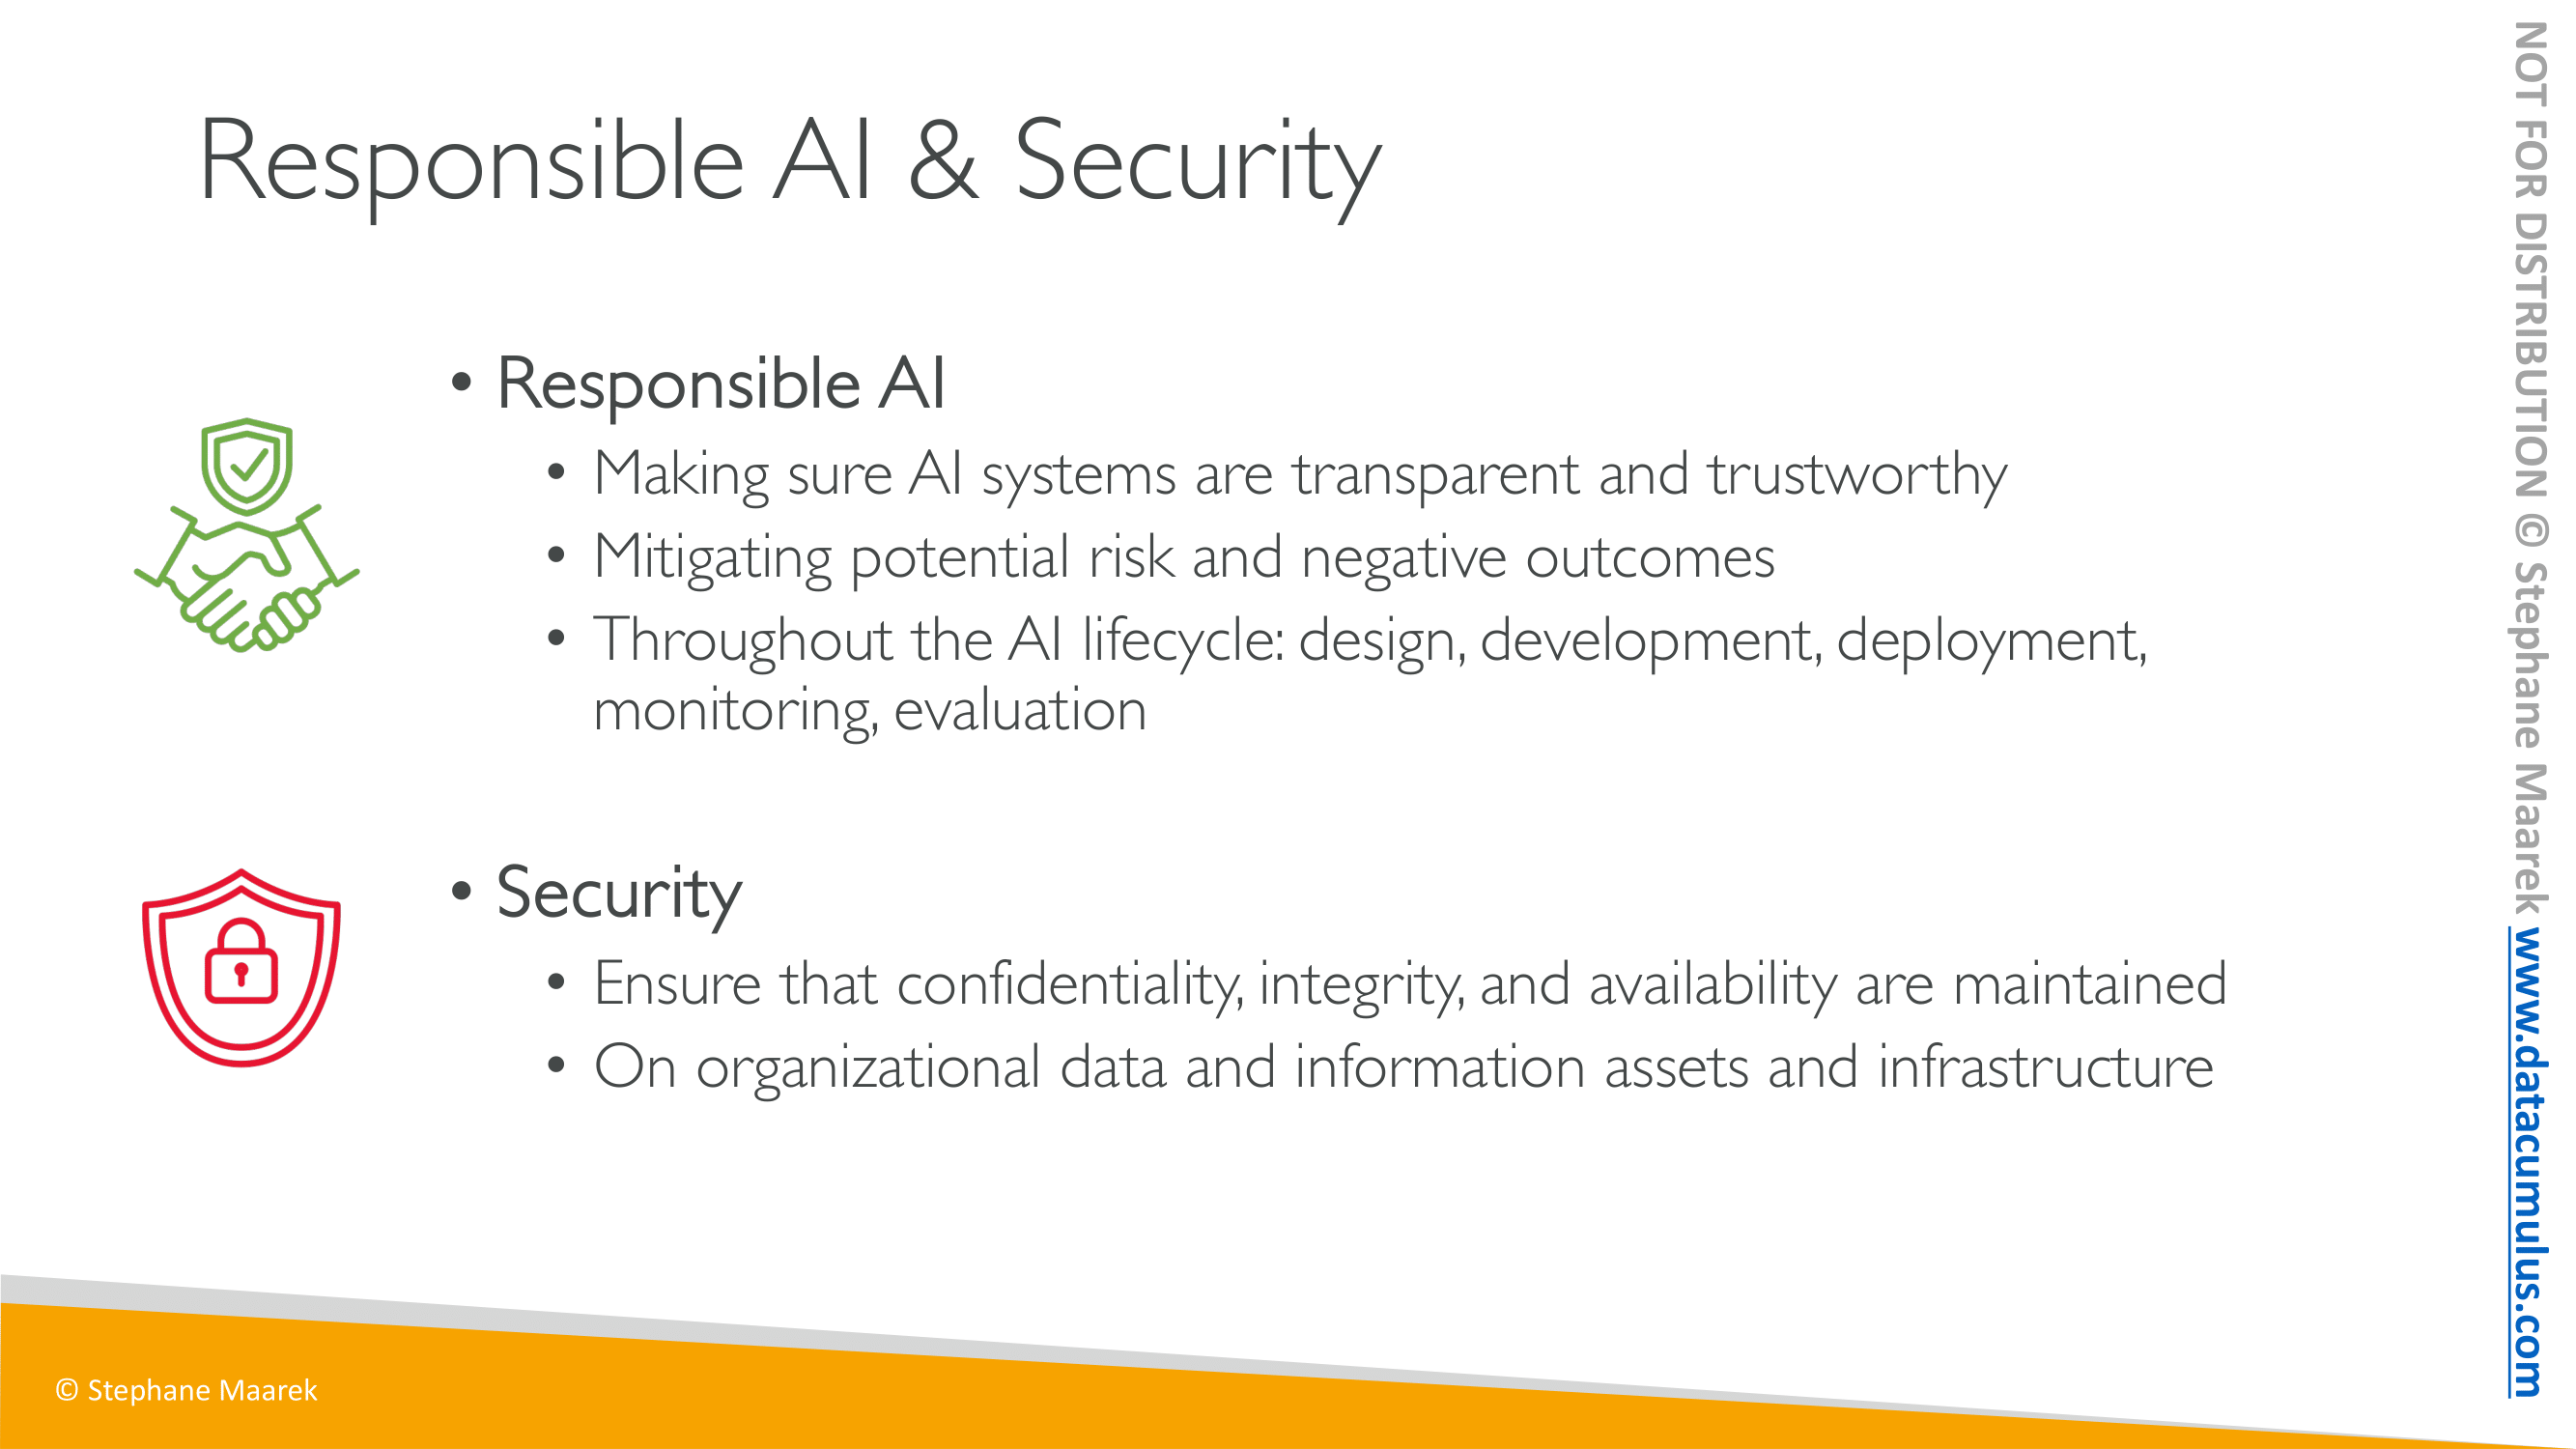 Responsible AI & Security
• Responsible AI
• Making sure AI systems are transparent and trustworthy
• Mitigating potential risk and negative outcomes
• Throughout the AI lifecycle: design, development, deployment,
monitoring, evaluation
• Security
• Ensure that confidentiality, integrity, and availability are maintained
• On organizational data and information assets and infrastructure
© Stephane Maarek
NOT FOR DISTRIBUTION © Stephane Maarek www.datacumulus.com